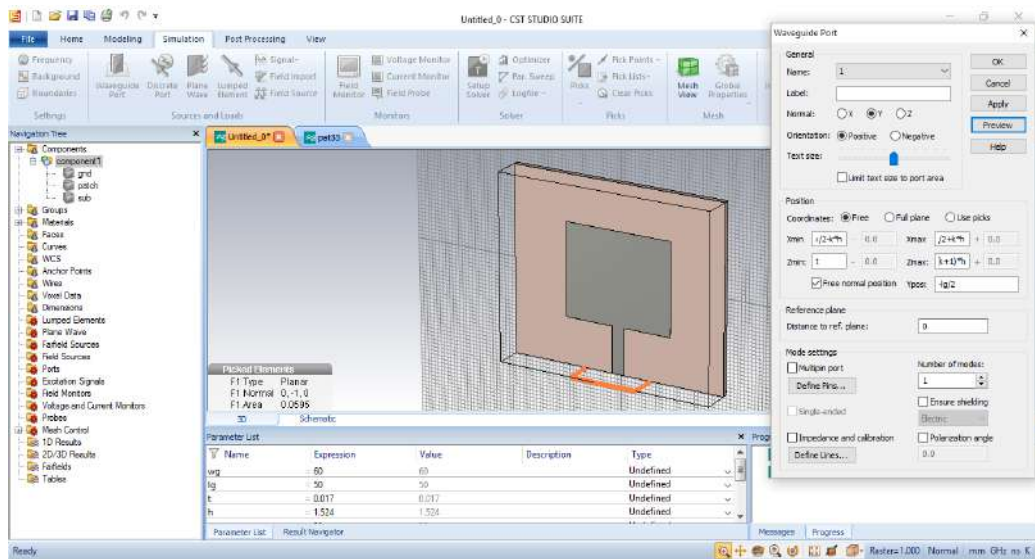 Untitled_0 - CST STUDIO SUITE
File Home Modeling Simulation Post Processing View
Frequency
Background
Boundaries
Settings
Waveguide Port
Discrete Port
Plane Wave
Lumped Element
Signal
Field Import
Field Source
Sources and Loads
Field Monitor
Voltage Monitor
Current Monitor
Field Probe
Monitors
Setup Solver
Optimizer
Par. Sweep
Logfile
Solver
Picks
Pick Points
Pick Lists
Clear Picks
Picks
Mesh View
Global Properties
Mesh
Navigation Tree
Components
component1
gnd
patch
sub
Groups
Materials
Faces
Curves
WCS
Anchor Points
Wires
Voxel Data
Dimensions
Lumped Elements
Plane Wave
Farfield Sources
Field Sources
Ports
Excitation Signals
Field Monitors
Voltage and Current Monitors
Probes
Mesh Control
1D Results
2D/3D Results
Farfields
Tables
Untitled_0*
Picked Elements
F1 Type Planar
F1 Normal 0,-1,0
F1 Area 0.0595
3D Schematic
Parameter List
Name Expression Value Description Type
wg = 60 60 Undefined
lg = 50 50 Undefined
t = 0.017 0.017 Undefined
h = 1.524 1.524 Undefined
Parameter List Result Navigator
Messages Progress
Ready
Raster=1.000 Normal mm GHz ns K
Waveguide Port
General
Name: 1
Label:
Normal: X Y Z
Orientation: Positive Negative
Text size:
Limit text size to port area
OK
Cancel
Apply
Preview
Help
Position
Coordinates: Free Full plane Use picks
Xmin: /2-k*h - 0.0 Xmax: /2+k*h + 0.0
Zmin: t - 0.0 Zmax: k+1)*h + 0.0
Free normal position Ypos: -lg/2
Reference plane
Distance to ref. plane: 0
Mode settings
Multipin port
Define Pins...
Single-ended
Impedance and calibration
Define Lines...
Number of modes:
1
Ensure shielding
Electric
Polarization angle
0.0